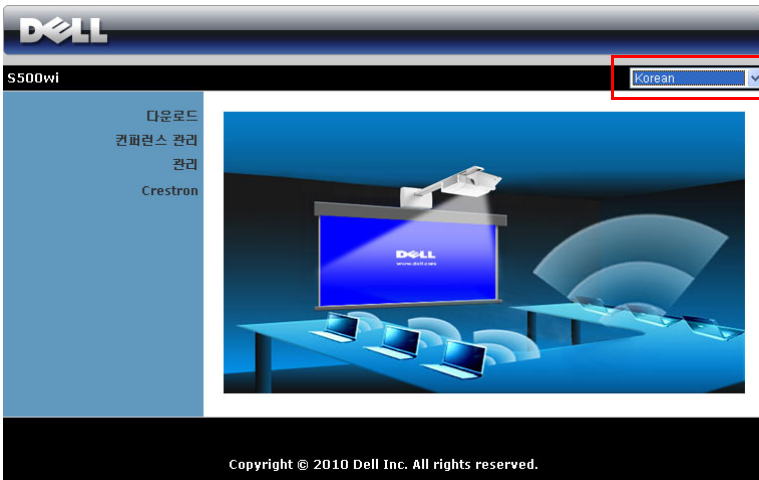 DELL
S500wi
Korean
다운로드
컨퍼런스 관리
관리
Crestron
DELL
www.dell.com
Copyright © 2010 Dell Inc. All rights reserved.